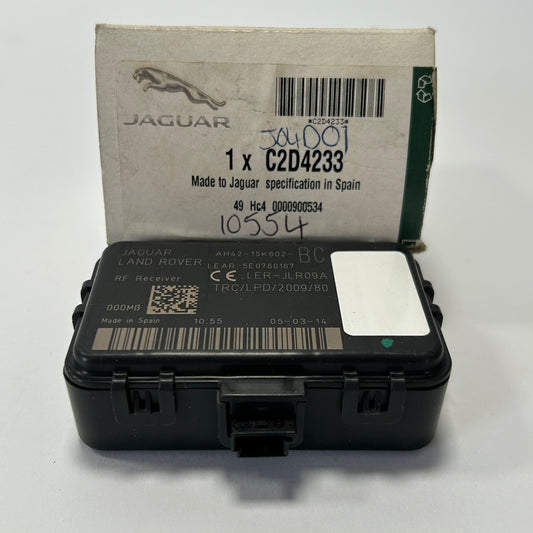 JAGUAR
*C2D4233*
J04D01
1 x C2D4233
Made to Jaguar specification in Spain
49 Hc4 0000900534
10554
JAGUAR
LAND ROVER
AH42-15K602-BC
LEAR 5E0780167
RF Receiver
CE LER-JLR09A
TRC/LPD/2009/80
000MB
Made in Spain 10:55 05-03-14